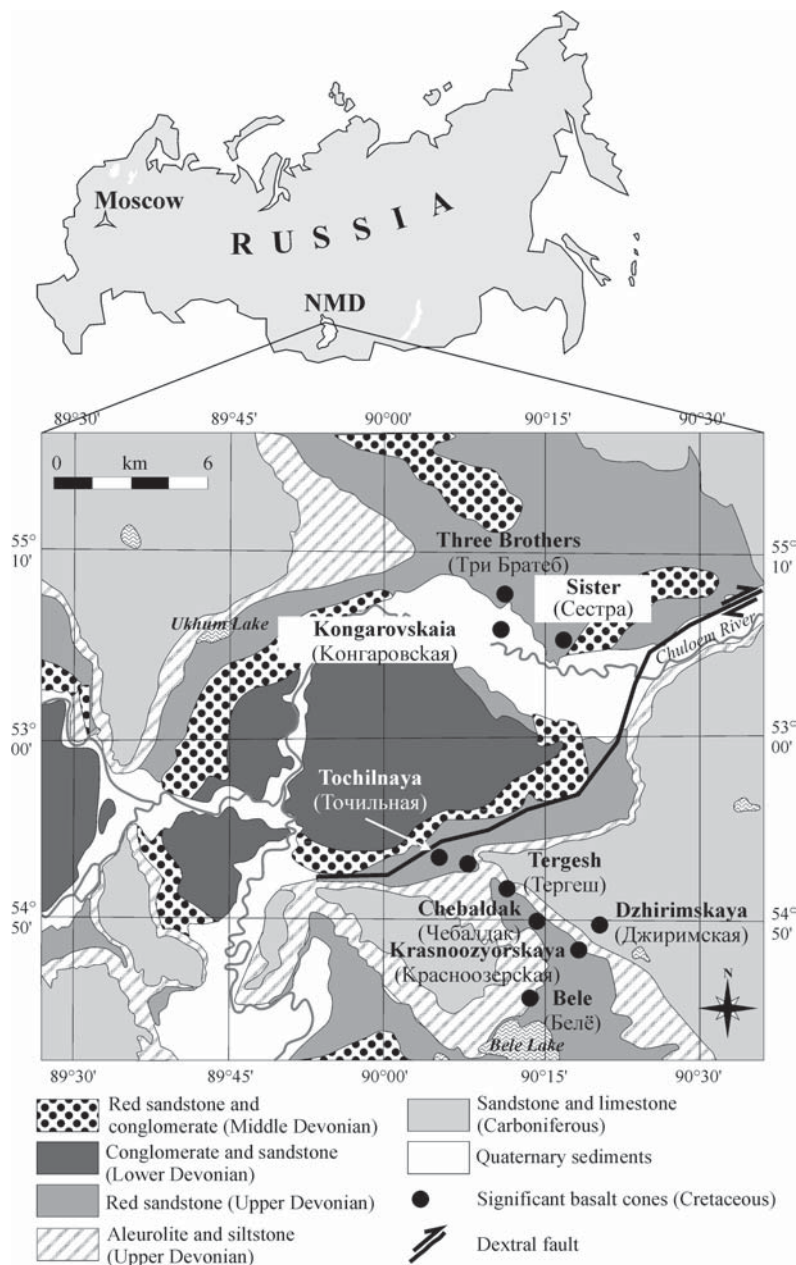 Moscow
RUSSIA
NMD
89°30'
89°45'
90°00'
90°15'
90°30'
0 km 6
55°
10'
55°
10'
Three Brothers
(Три Братеб)
Sister
(Сестра)
Ukhum Lake
Kongarovskaia
(Конгаровская)
Chuloem River
53°
00'
55°
00'
Tochilnaya
(Точильная)
Tergesh
(Тергеш)
Chebaldak
(Чебалдак)
Dzhirimskaya
(Джиримская)
54°
50'
54°
50'
Krasnoozyorskaya
(Красноозерская)
Bele
(Белё)
Bele Lake
N
89°30'
89°45'
90°00'
90°15'
90°30'
Red sandstone and
conglomerate (Middle Devonian)
Conglomerate and sandstone
(Lower Devonian)
Red sandstone (Upper Devonian)
Aleurolite and siltstone
(Upper Devonian)
Sandstone and limestone
(Carboniferous)
Quaternary sediments
Significant basalt cones (Cretaceous)
Dextral fault